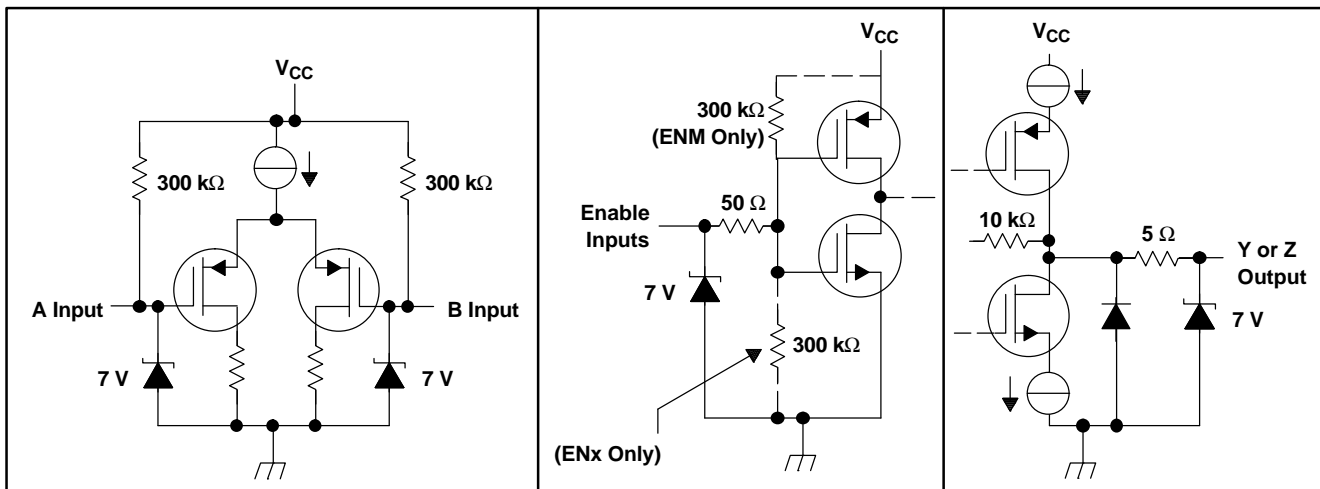 VCC
300 kΩ
300 kΩ
A Input
B Input
7 V
7 V
VCC
300 kΩ
(ENM Only)
50 Ω
Enable
Inputs
7 V
300 kΩ
(ENx Only)
VCC
10 kΩ
5 Ω
Y or Z
Output
7 V